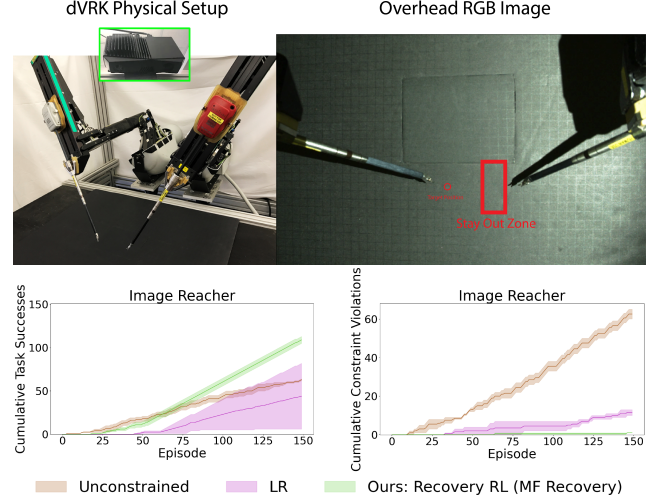 dVRK Physical Setup
Overhead RGB Image
Stay Out Zone
Image Reacher
Cumulative Task Successes
150
100
50
0
0 25 50 75 100 125 150
Episode
Image Reacher
Cumulative Constraint Violations
60
40
20
0
0 25 50 75 100 125 150
Episode
Unconstrained
LR
Ours: Recovery RL (MF Recovery)